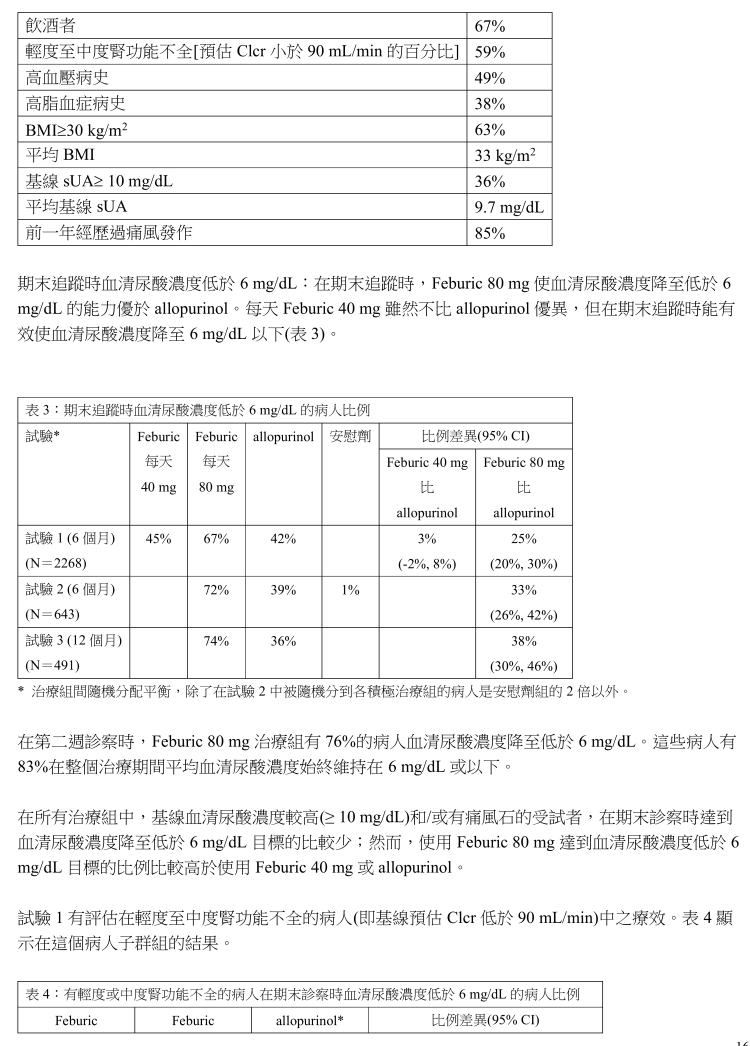 飲酒者 67%
輕度至中度腎功能不全[預估 Clcr 小於 90 mL/min 的百分比] 59%
高血壓病史 49%
高脂血症病史 38%
BMI≥30 kg/m² 63%
平均 BMI 33 kg/m²
基線 sUA≥ 10 mg/dL 36%
平均基線 sUA 9.7 mg/dL
前一年經歷過痛風發作 85%
期末追蹤時血清尿酸濃度低於 6 mg/dL：在期末追蹤時，Feburic 80 mg 使血清尿酸濃度降至低於 6
mg/dL 的能力優於 allopurinol。每天 Feburic 40 mg 雖然不比 allopurinol 優異，但在期末追蹤時能有
效使血清尿酸濃度降至 6 mg/dL 以下(表 3)。
表 3：期末追蹤時血清尿酸濃度低於 6 mg/dL 的病人比例
試驗* Feburic Feburic allopurinol 安慰劑 比例差異(95% CI)
每天 每天 Feburic 40 mg Feburic 80 mg
40 mg 80 mg 比 比
allopurinol allopurinol
試驗 1 (6 個月) 45% 67% 42% 3% 25%
(N＝2268) (-2%, 8%) (20%, 30%)
試驗 2 (6 個月) 72% 39% 1% 33%
(N＝643) (26%, 42%)
試驗 3 (12 個月) 74% 36% 38%
(N＝491) (30%, 46%)
* 治療組間隨機分配平衡，除了在試驗 2 中被隨機分到各積極治療組的病人是安慰劑組的 2 倍以外。
在第二週診察時，Feburic 80 mg 治療組有 76%的病人血清尿酸濃度降至低於 6 mg/dL。這些病人有
83%在整個治療期間平均血清尿酸濃度始終維持在 6 mg/dL 或以下。
在所有治療組中，基線血清尿酸濃度較高(≥ 10 mg/dL)和/或有痛風石的受試者，在期末診察時達到
血清尿酸濃度降至低於 6 mg/dL 目標的比較少；然而，使用 Feburic 80 mg 達到血清尿酸濃度低於 6
mg/dL 目標的比例比較高於使用 Feburic 40 mg 或 allopurinol。
試驗 1 有評估在輕度至中度腎功能不全的病人(即基線預估 Clcr 低於 90 mL/min)中之療效。表 4 顯
示在這個病人子群組的結果。
表 4：有輕度或中度腎功能不全的病人在期末診察時血清尿酸濃度低於 6 mg/dL 的病人比例
Feburic Feburic allopurinol* 比例差異(95% CI)